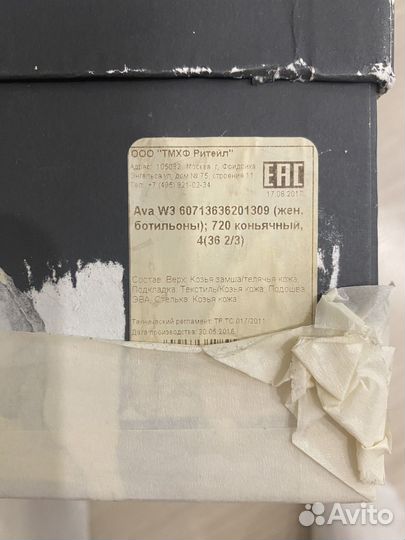 ООО "ТМХФ Ритейл"
Адрес: 105082, Москва г, Фридриха
Энгельса ул, дом № 75, строение 11
Тел.: +7 (495) 921-02-34
EAC
17.08.2017
Ava W3 60713636201309 (жен.
ботильоны); 720 коньячный,
4(36 2/3)
Состав: Верх: Козья замша/телячья кожа,
Подкладка: Текстиль/Козья кожа, Подошва:
ЭВА, Стелька: Козья кожа
Технический регламент: ТР ТС 017/2011
Дата производства: 30.05.2016
Avito